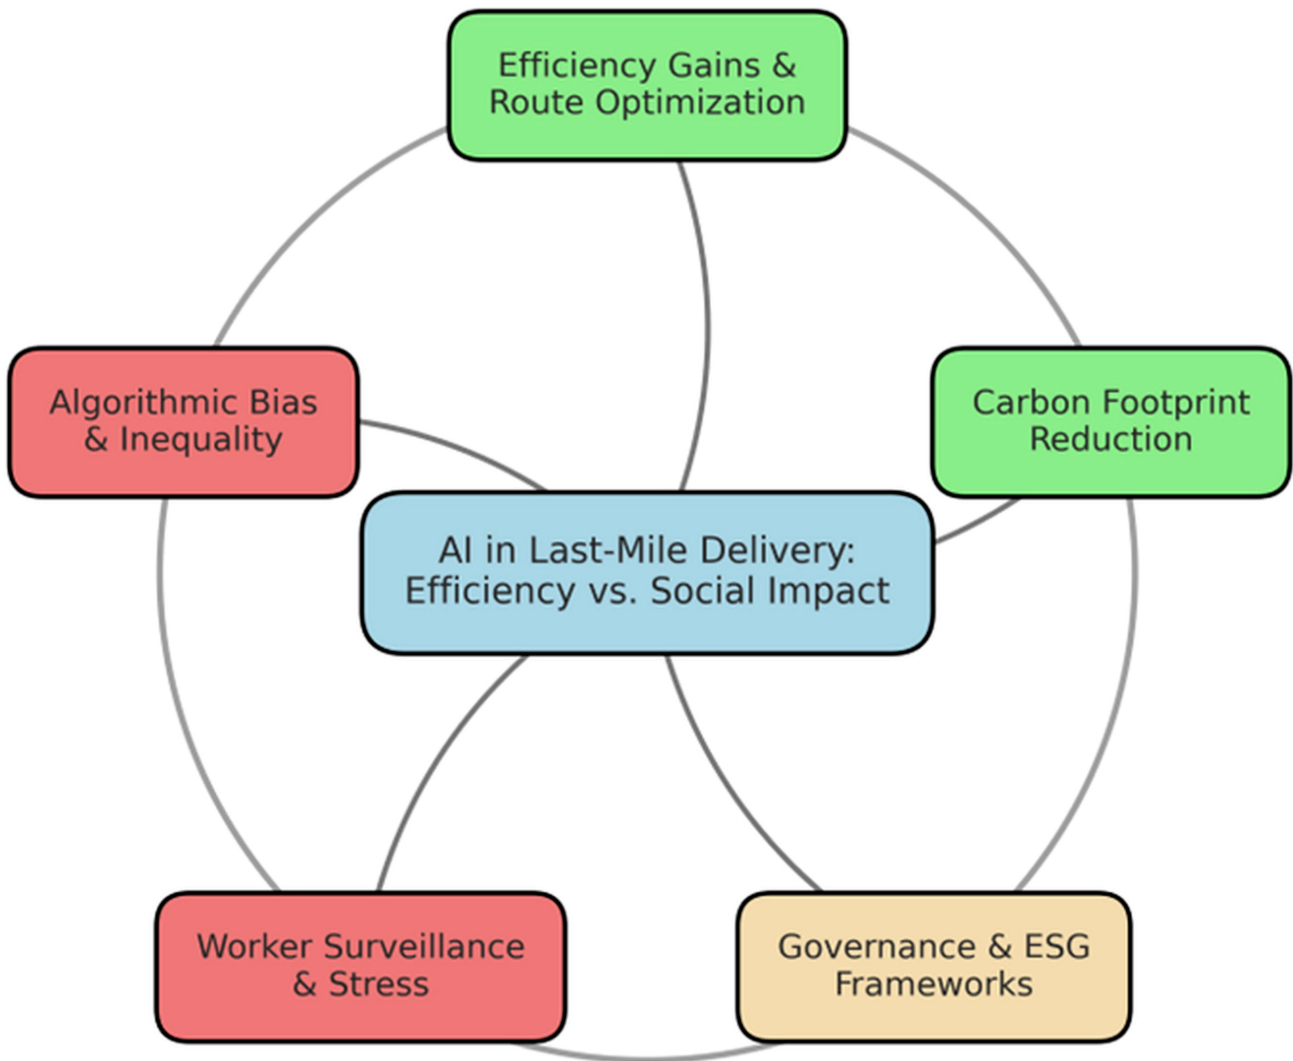 Efficiency Gains &
Route Optimization
Algorithmic Bias
& Inequality
Carbon Footprint
Reduction
AI in Last-Mile Delivery:
Efficiency vs. Social Impact
Worker Surveillance
& Stress
Governance & ESG
Frameworks